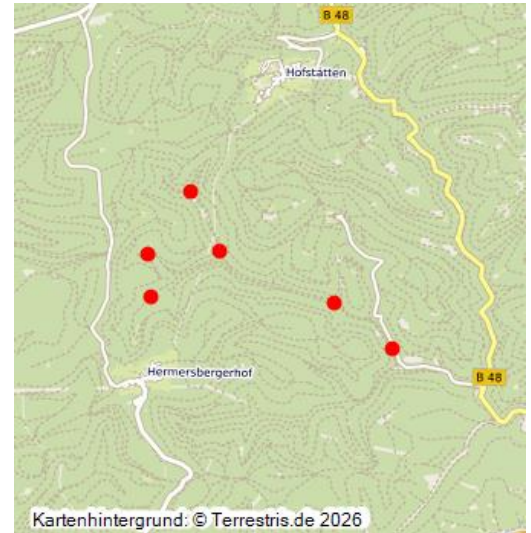 B 48
Hofstätten
Hermersbergerhof
B 48
Kartenhintergrund: © Terrestris.de 2026